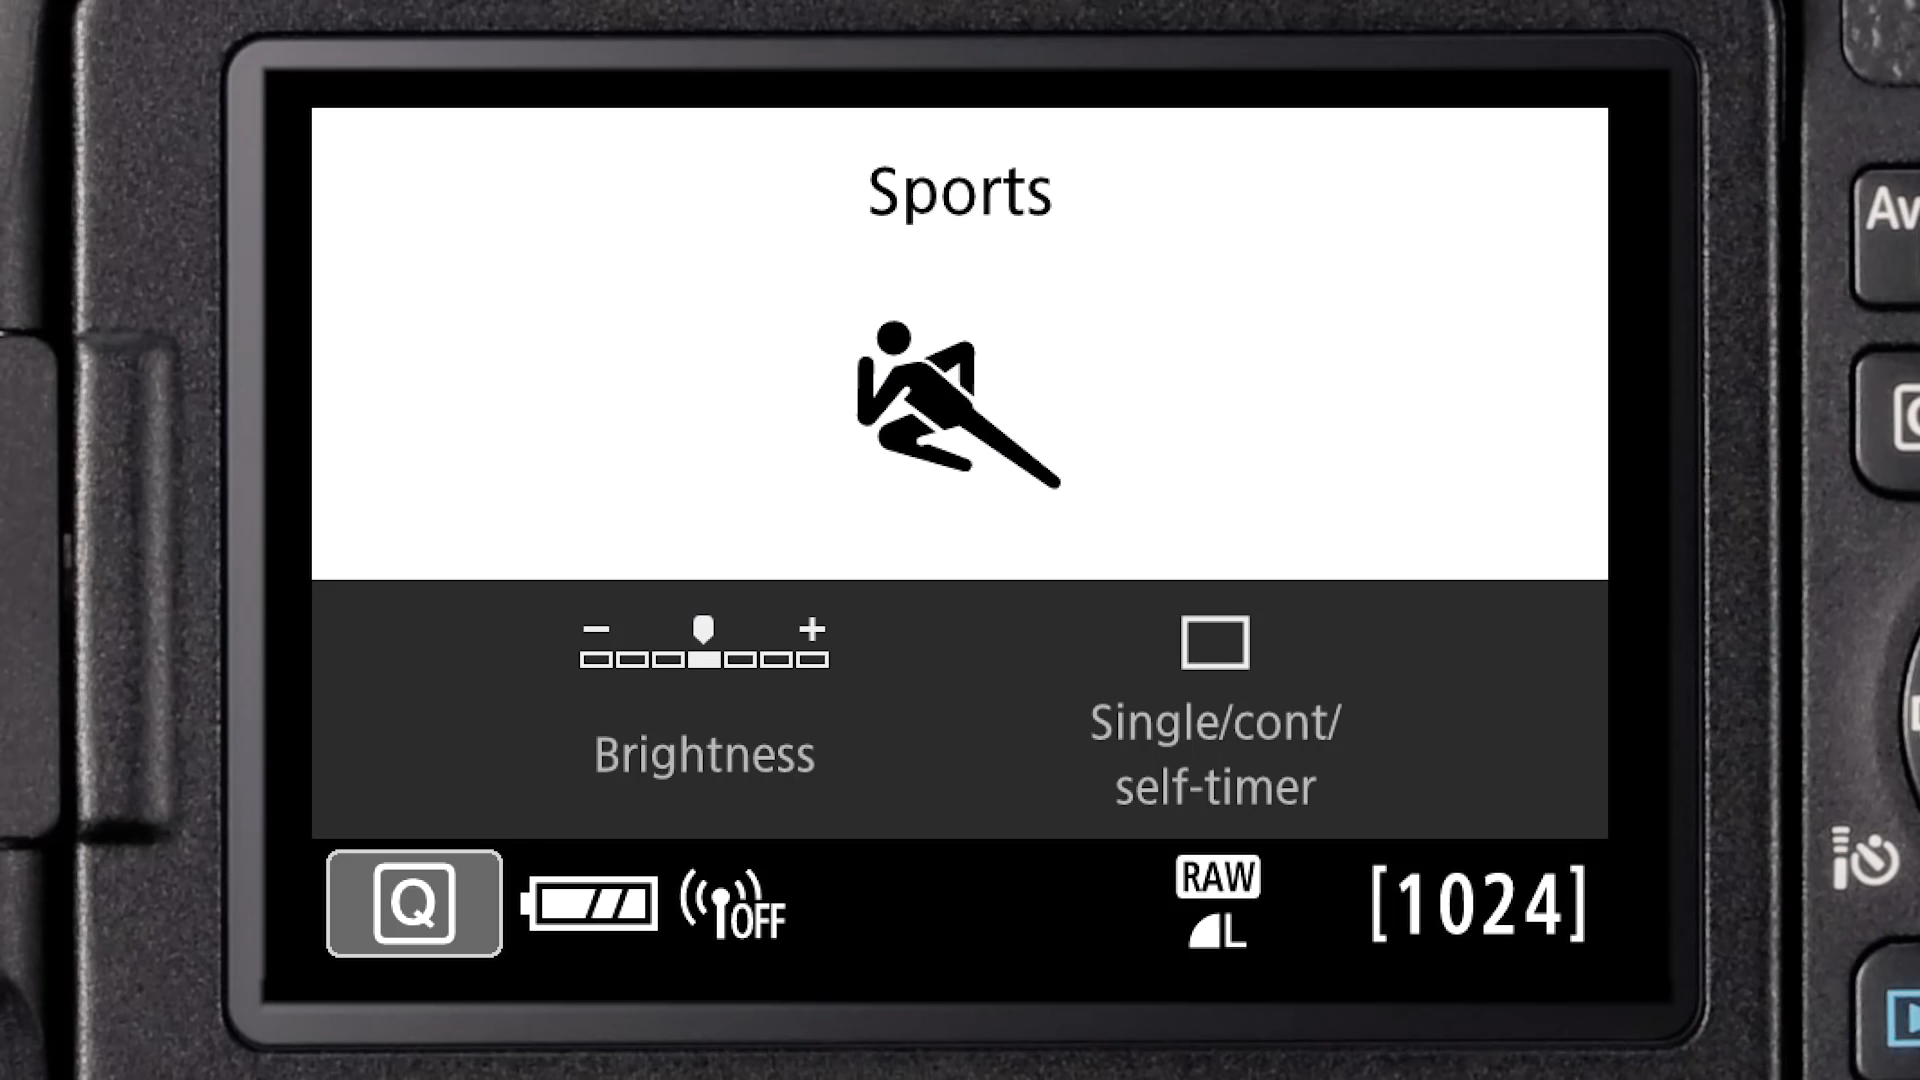 Sports
Av
− +
Brightness
Single/cont/
self-timer
Q
OFF
RAW
L
[1024]